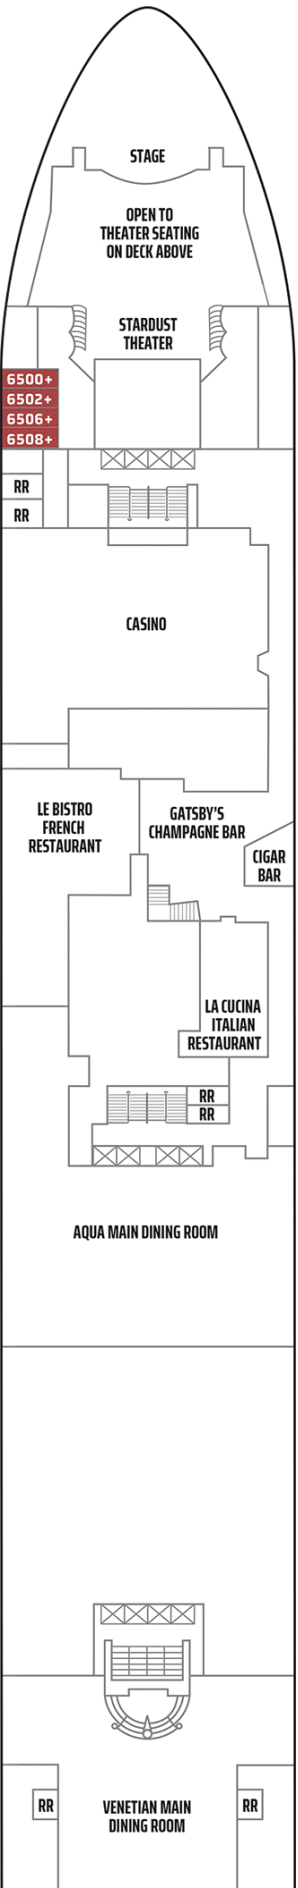 STAGE
OPEN TO
THEATER SEATING
ON DECK ABOVE
STARDUST
THEATER
6500+
6502+
6506+
6508+
RR
RR
CASINO
LE BISTRO
FRENCH
RESTAURANT
GATSBY'S
CHAMPAGNE BAR
CIGAR
BAR
LA CUCINA
ITALIAN
RESTAURANT
RR
RR
AQUA MAIN DINING ROOM
RR
VENETIAN MAIN
DINING ROOM
RR